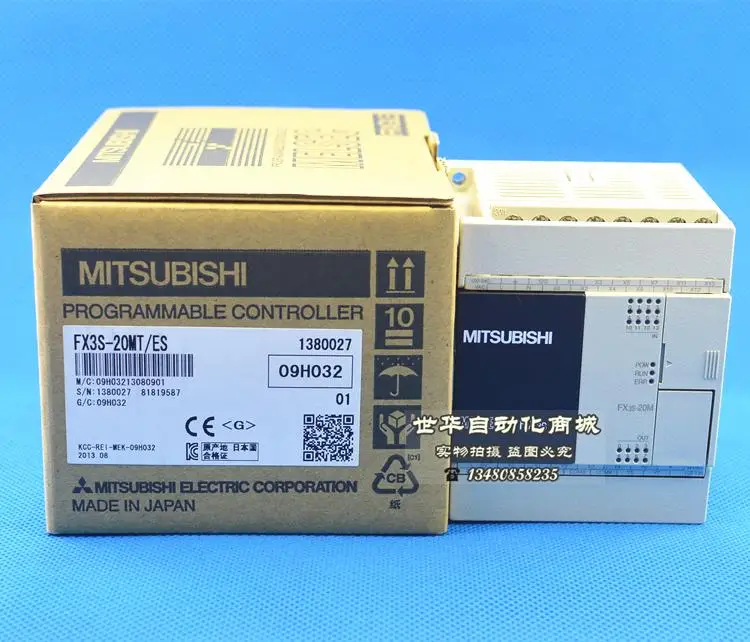 MITSUBISHI
MITSUBISHI
PROGRAMMABLE CONTROLLER
FX3S-20MT/ES 1380027
09H032
M/C:09H03213080901
S/N:1380027 81819587
G/C:09H032
01
CE <G>
KCC-REI-MEK-09H032
2013.08
原产地 日本国
合格证
MITSUBISHI ELECTRIC CORPORATION
MADE IN JAPAN
10
CB
纸
MITSUBISHI
IN
POW
RUN
ERR
FX3S-20M
OUT
世华自动化商城
实物拍摄 盗图必究
☎ 13480858235